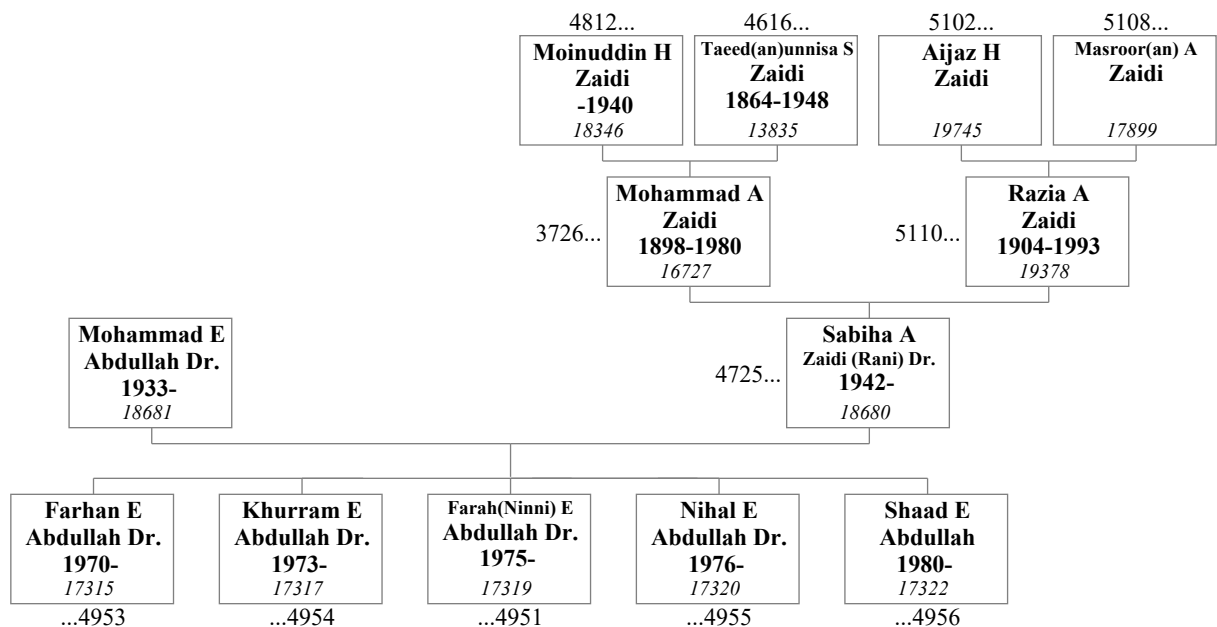 4812...
4616...
5102...
5108...
Moinuddin H
Zaidi
-1940
18346
Taeed(an)unnisa S
Zaidi
1864-1948
13835
Aijaz H
Zaidi
19745
Masroor(an) A
Zaidi
17899
3726...
Mohammad A
Zaidi
1898-1980
16727
5110...
Razia A
Zaidi
1904-1993
19378
Mohammad E
Abdullah Dr.
1933-
18681
4725...
Sabiha A
Zaidi (Rani) Dr.
1942-
18680
Farhan E
Abdullah Dr.
1970-
17315
...4953
Khurram E
Abdullah Dr.
1973-
17317
...4954
Farah(Ninni) E
Abdullah Dr.
1975-
17319
...4951
Nihal E
Abdullah Dr.
1976-
17320
...4955
Shaad E
Abdullah
1980-
17322
...4956